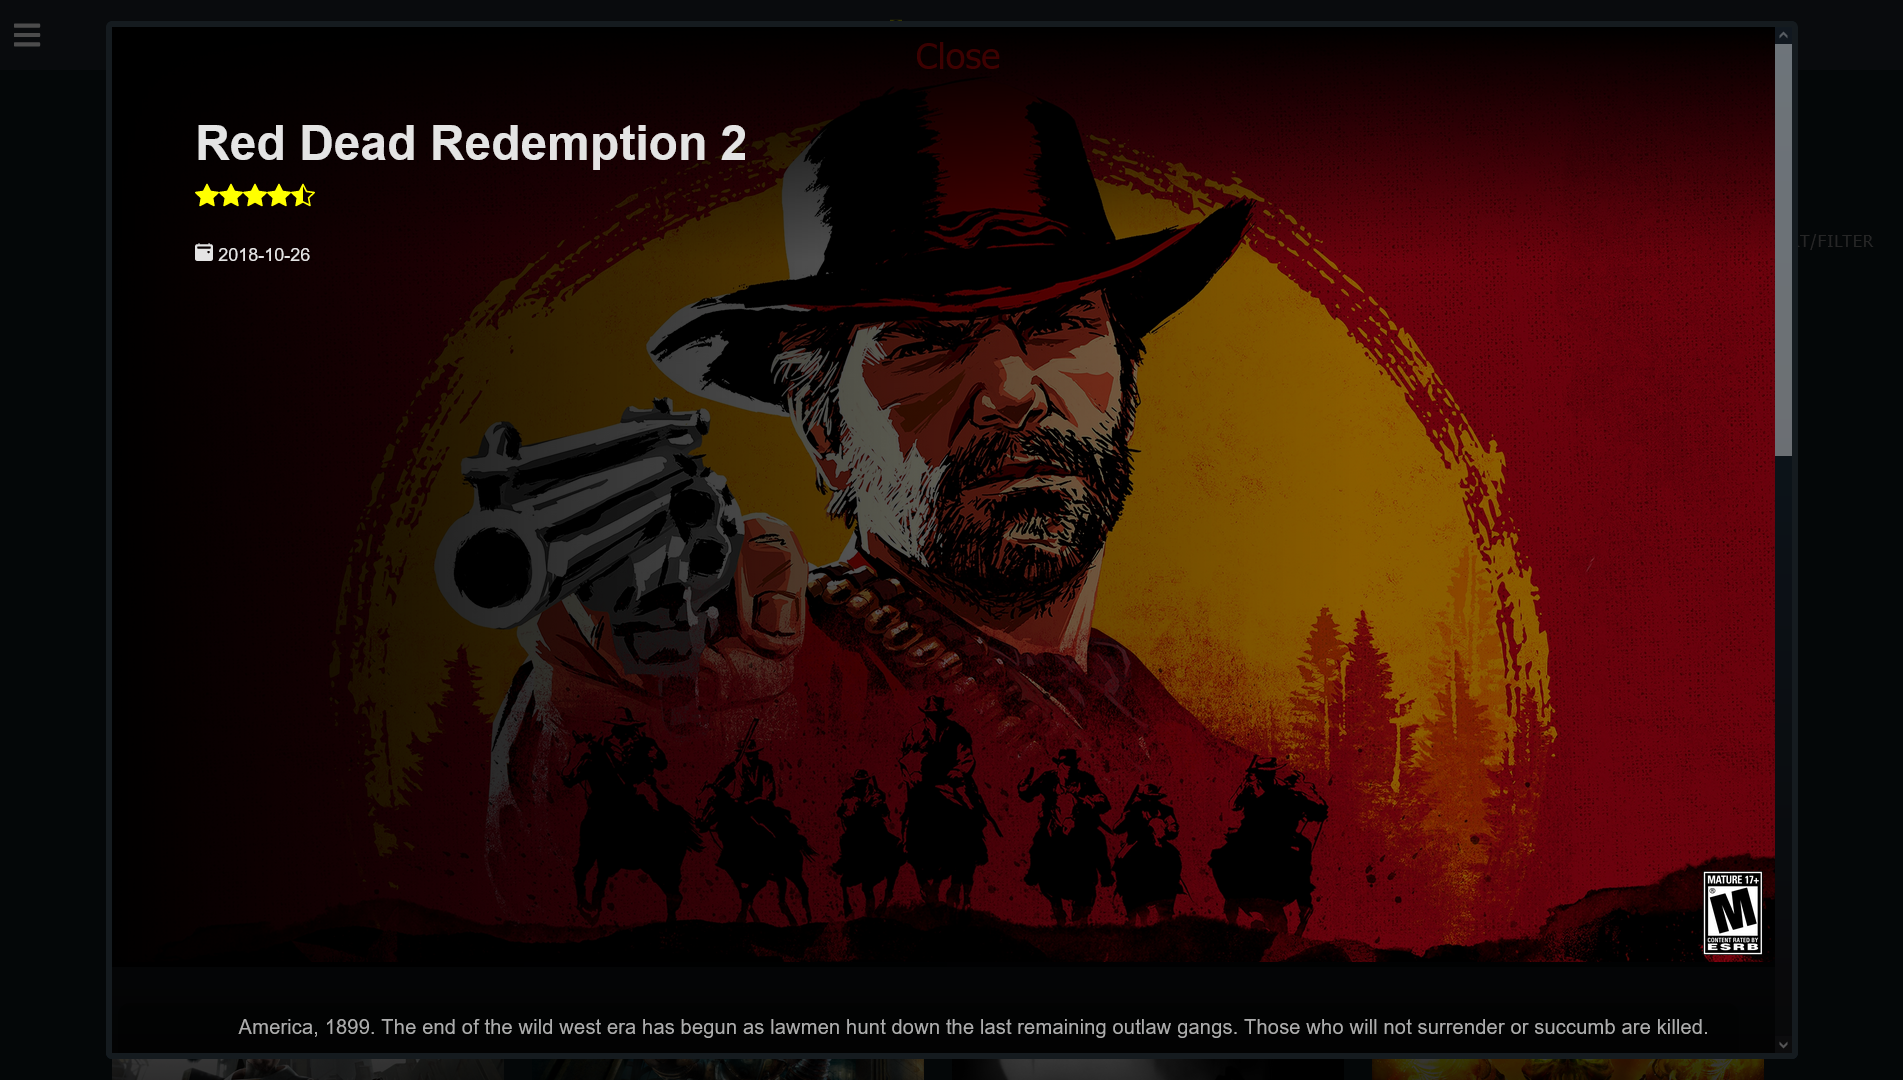 Close
Red Dead Redemption 2
2018-10-26
T/FILTER
MATURE 17+
M
®
CONTENT RATED BY
ESRB
America, 1899. The end of the wild west era has begun as lawmen hunt down the last remaining outlaw gangs. Those who will not surrender or succumb are killed.